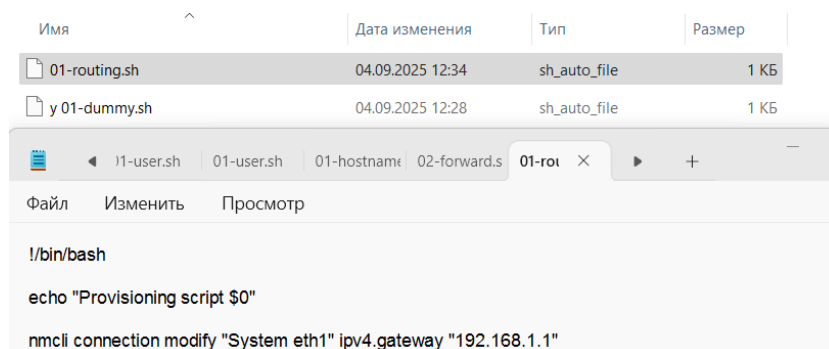 Имя Дата изменения Тип Размер
01-routing.sh 04.09.2025 12:34 sh_auto_file 1 КБ
y 01-dummy.sh 04.09.2025 12:28 sh_auto_file 1 КБ
)1-user.sh 01-user.sh 01-hostname 02-forward.s 01-rou
Файл Изменить Просмотр
!/bin/bash
echo "Provisioning script $0"
nmcli connection modify "System eth1" ipv4.gateway "192.168.1.1"